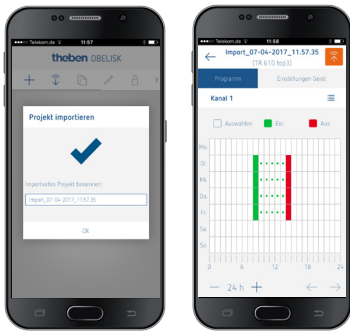 Telekom.de 11:57
theben OBELISK
Projekt importieren
Importiertes Projekt benennen:
Import_07-04-2017_11.57.35
OK
Telekom.de 11:58
Import_07-04-2017_11.57.35
(TR 610 top3)
Programm Einstellungen Gerät
Kanal 1
Auswählen Ein Aus
Mo.
Di.
Mi.
Do.
Fr.
Sa.
So.
0 6 12 18 24
24 h